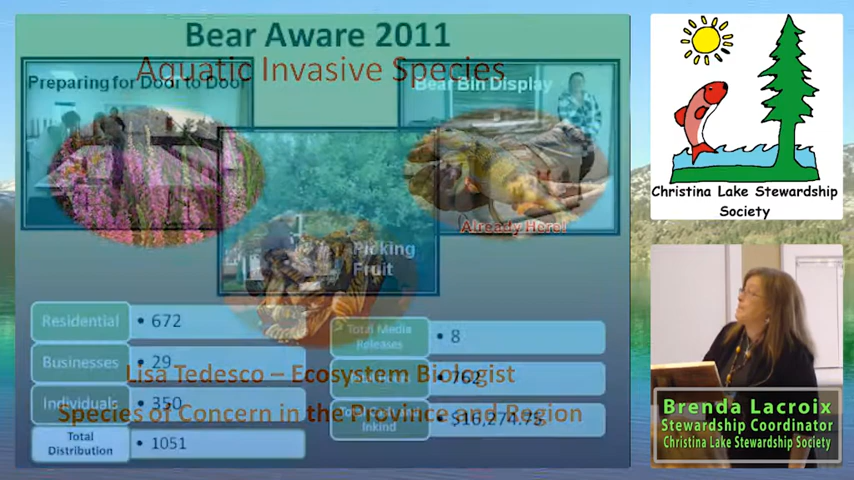 Bear Aware 2011
Aquatic Invasive Species
Preparing for Door to Door
Bear Bin Display
Already Here!
Picking
Fruit
Residential
• 672
Businesses
• 29
Individuals
• 350
Total
Distribution
• 1051
Total Media
Releases
• 8
• 762
Inkind
• $16,274.75
Lisa Tedesco – Ecosystem Biologist
Species of Concern in the Province and Region
Christina Lake Stewardship
Society
Brenda Lacroix
Stewardship Coordinator
Christina Lake Stewardship Society